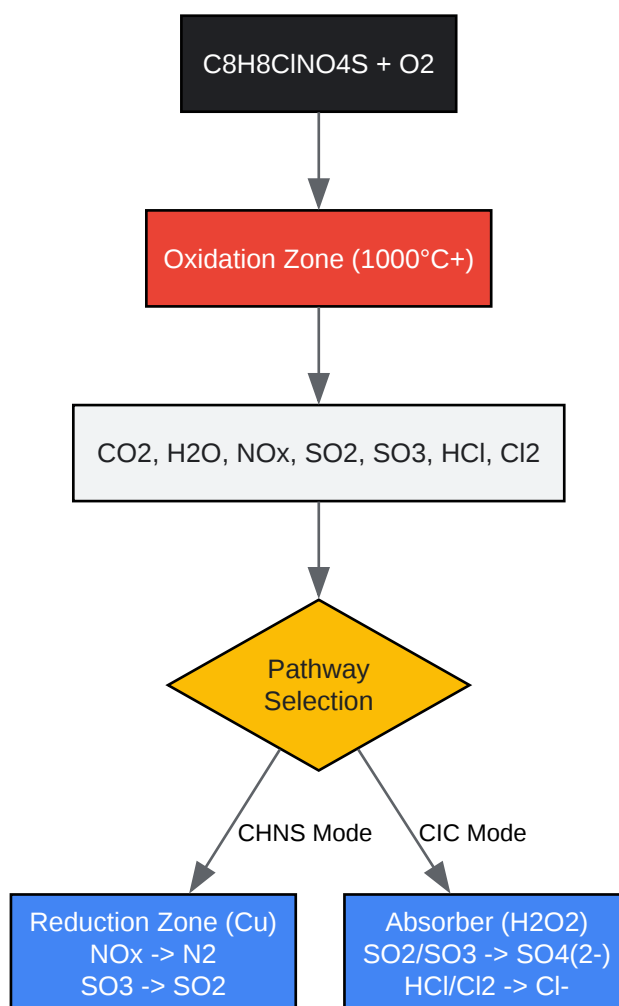 C8H8ClNO4S + O2
Oxidation Zone (1000°C+)
CO2, H2O, NOx, SO2, SO3, HCl, Cl2
Pathway
Selection
CHNS Mode
CIC Mode
Reduction Zone (Cu)
NOx -> N2
SO3 -> SO2
Absorber (H2O2)
SO2/SO3 -> SO4(2-)
HCl/Cl2 -> Cl-